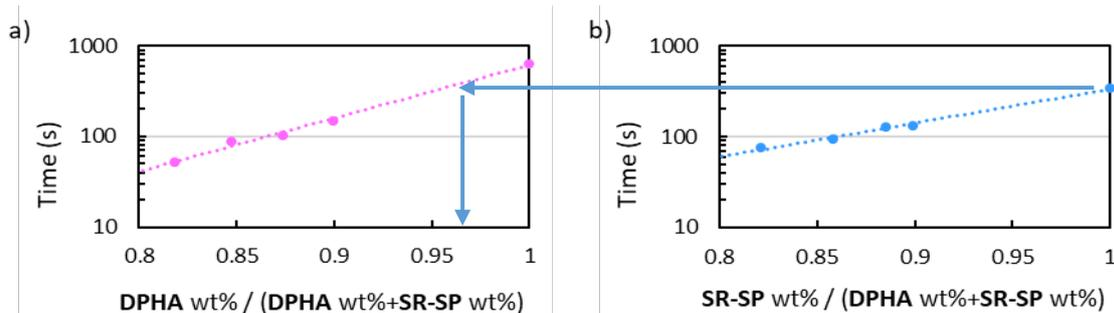 a)
1000
100
10
Time (s)
0.8 0.85 0.9 0.95 1
DPHA wt% / (DPHA wt%+SR-SP wt%)
b)
1000
100
10
Time (s)
0.8 0.85 0.9 0.95 1
SR-SP wt% / (DPHA wt%+SR-SP wt%)